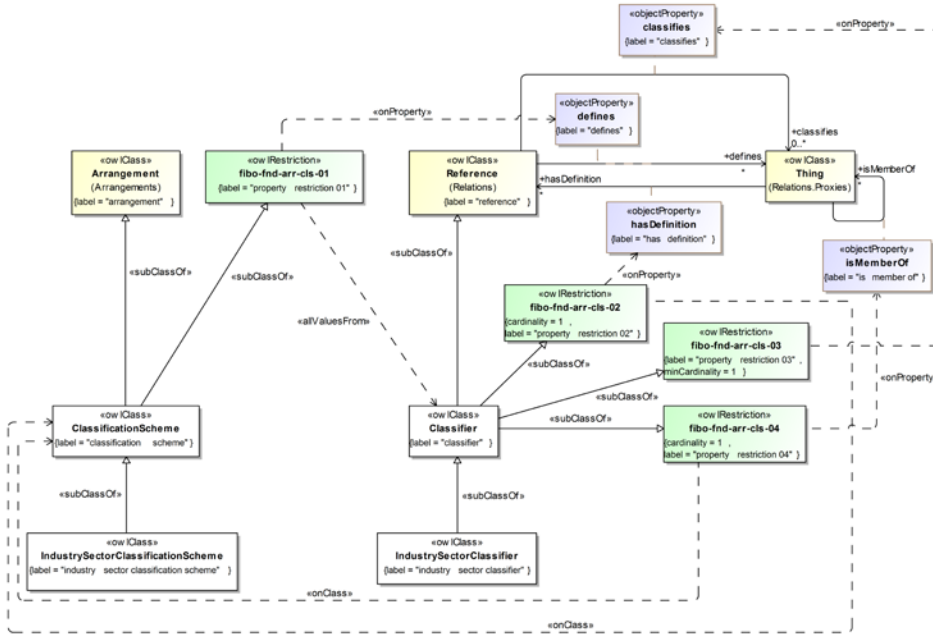 «objectProperty»
classifies
{label = "classifies" }
«onProperty»
«onProperty»
«objectProperty»
defines
{label = "defines" }
+classifies
0..*
«owlClass»
Arrangement
(Arrangements)
{label = "arrangement" }
«owlRestriction»
fibo-fnd-arr-cls-01
{label = "property restriction 01" }
«owlClass»
Reference
(Relations)
{label = "reference" }
+defines
*
+hasDefinition
*
«owlClass»
Thing
(Relations.Proxies)
+isMemberOf
*
«objectProperty»
hasDefinition
{label = "has definition" }
«objectProperty»
isMemberOf
{label = "is member of" }
«subClassOf»
«subClassOf»
«subClassOf»
«onProperty»
«owlRestriction»
fibo-fnd-arr-cls-02
{cardinality = 1 ,
label = "property restriction 02" }
«allValuesFrom»
«owlRestriction»
fibo-fnd-arr-cls-03
{label = "property restriction 03" ,
minCardinality = 1 }
«subClassOf»
«subClassOf»
«onProperty»
«owlClass»
ClassificationScheme
{label = "classification scheme" }
«owlClass»
Classifier
{label = "classifier" }
«subClassOf»
«owlRestriction»
fibo-fnd-arr-cls-04
{cardinality = 1 ,
label = "property restriction 04" }
«subClassOf»
«subClassOf»
«owlClass»
IndustrySectorClassificationScheme
{label = "industry sector classification scheme" }
«owlClass»
IndustrySectorClassifier
{label = "industry sector classifier" }
«onClass»
«onClass»